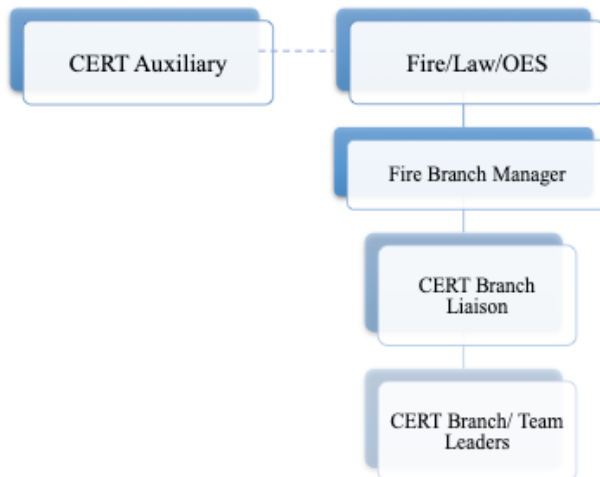 CERT Auxiliary
Fire/Law/OES
Fire Branch Manager
CERT Branch
Liaison
CERT Branch/ Team
Leaders